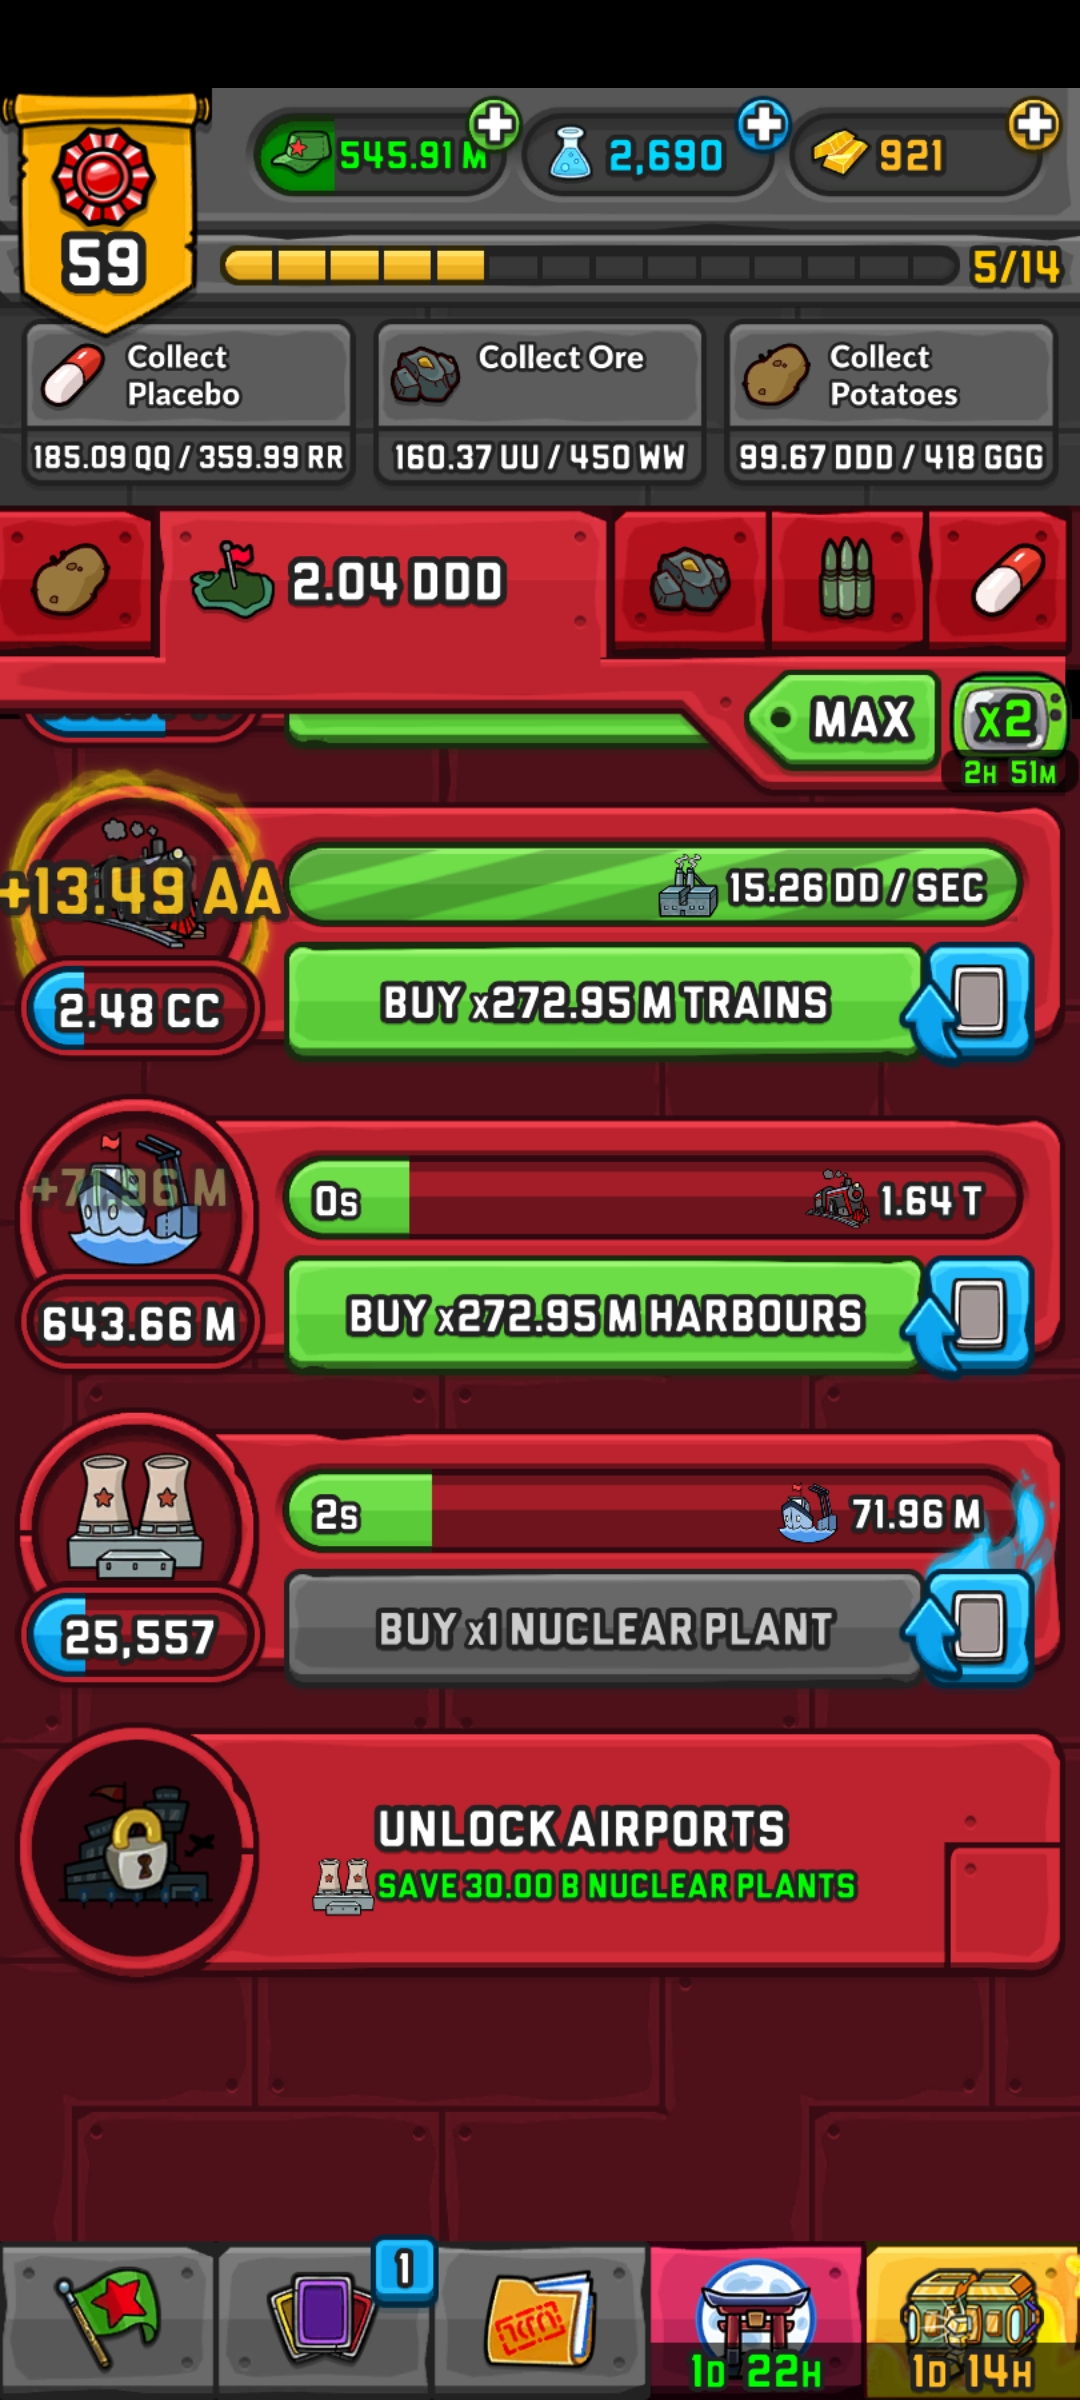 59
545.91 M
2,690
921
5/14
Collect
Placebo
185.09 QQ / 359.99 RR
Collect Ore
160.37 UU / 450 WW
Collect
Potatoes
99.67 DDD / 418 GGG
2.04 DDD
MAX
x2
2H 51M
+13.49 AA
15.26 DD / SEC
2.48 CC
BUY x272.95 M TRAINS
+71.96 M
0s
1.64 T
643.66 M
BUY x272.95 M HARBOURS
2s
71.96 M
25,557
BUY x1 NUCLEAR PLANT
UNLOCK AIRPORTS
SAVE 30.00 B NUCLEAR PLANTS
1
1D 22H
1D 14H